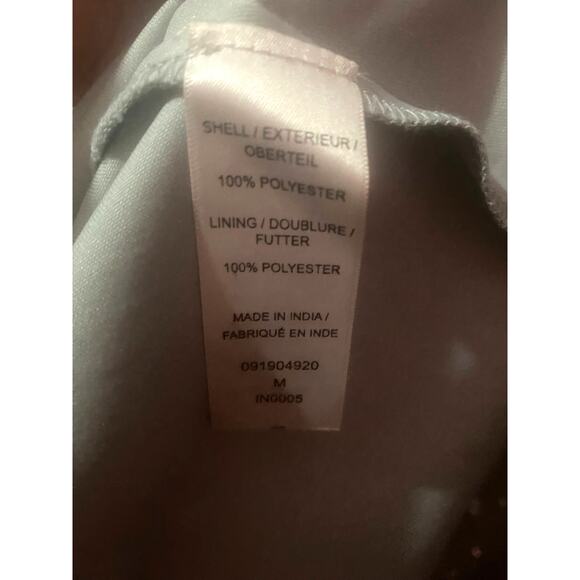 SHELL / EXTERIEUR /
OBERTEIL
100% POLYESTER
LINING / DOUBLURE /
FUTTER
100% POLYESTER
MADE IN INDIA /
FABRIQUÉ EN INDE
091904920
M
IN0005